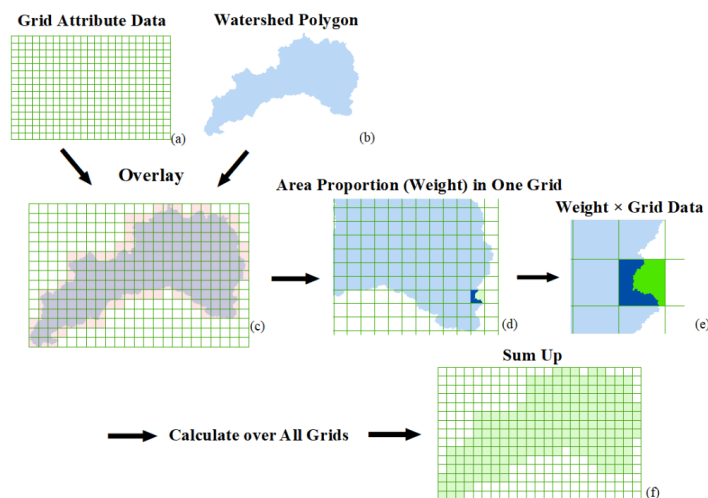 Grid Attribute Data
Watershed Polygon
(a)
(b)
Overlay
Area Proportion (Weight) in One Grid
Weight × Grid Data
(c)
(d)
(e)
Sum Up
Calculate over All Grids
(f)